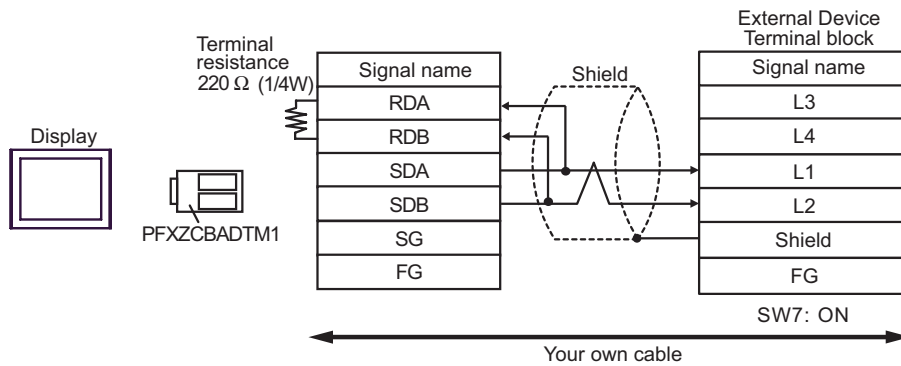 Display
PFXZCBADTM1
Terminal
resistance
220 Ω (1/4W)
Signal name
RDA
RDB
SDA
SDB
SG
FG
Shield
External Device
Terminal block
Signal name
L3
L4
L1
L2
Shield
FG
SW7: ON
Your own cable